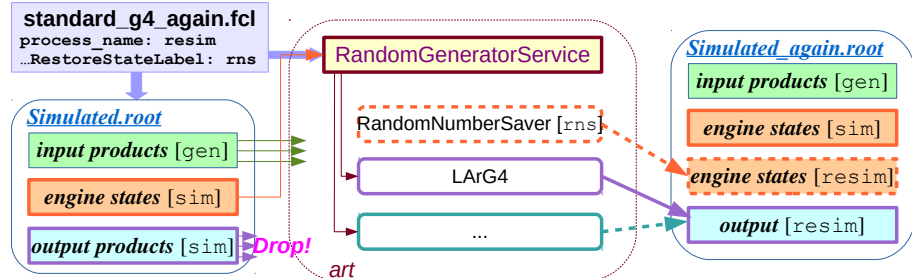 standard_g4_again.fcl
process_name: resim
…RestoreStateLabel: rns
Simulated.root
input products [gen]
engine states [sim]
output products [sim]
Drop!
RandomGeneratorService
RandomNumberSaver [rns]
LArG4
...
art
Simulated_again.root
input products [gen]
engine states [sim]
engine states [resim]
output [resim]